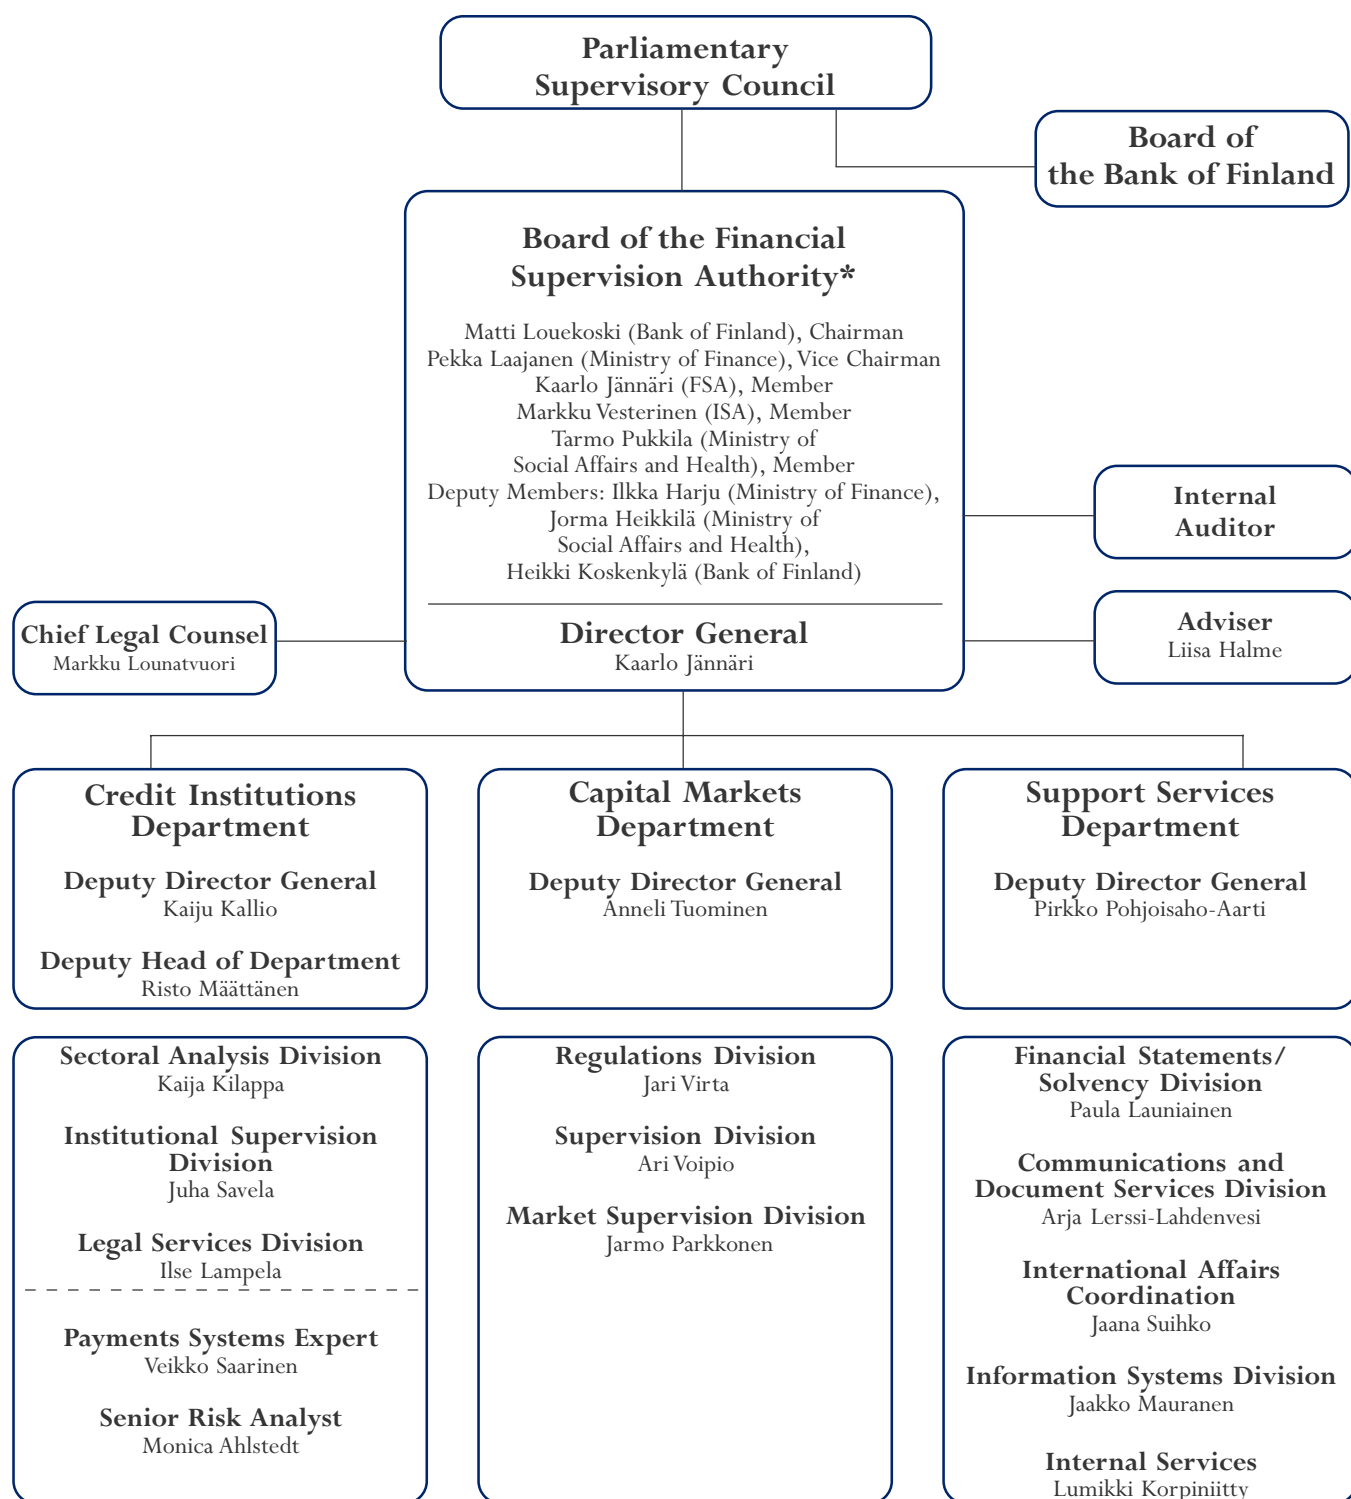 Parliamentary
Supervisory Council
Board of
the Bank of Finland
Board of the Financial
Supervision Authority*
Matti Louekoski (Bank of Finland), Chairman
Pekka Laajanen (Ministry of Finance), Vice Chairman
Kaarlo Jännäri (FSA), Member
Markku Vesterinen (ISA), Member
Tarmo Pukkila (Ministry of
Social Affairs and Health), Member
Deputy Members: Ilkka Harju (Ministry of Finance),
Jorma Heikkilä (Ministry of
Social Affairs and Health),
Heikki Koskenkylä (Bank of Finland)
Internal
Auditor
Chief Legal Counsel
Markku Lounatvuori
Director General
Kaarlo Jännäri
Adviser
Liisa Halme
Credit Institutions
Department
Deputy Director General
Kaiju Kallio
Deputy Head of Department
Risto Määttänen
Capital Markets
Department
Deputy Director General
Anneli Tuominen
Support Services
Department
Deputy Director General
Pirkko Pohjoisaho-Aarti
Sectoral Analysis Division
Kaija Kilappa
Institutional Supervision
Division
Juha Savela
Legal Services Division
Ilse Lampela
Payments Systems Expert
Veikko Saarinen
Senior Risk Analyst
Monica Ahlstedt
Regulations Division
Jari Virta
Supervision Division
Ari Voipio
Market Supervision Division
Jarmo Parkkonen
Financial Statements/
Solvency Division
Paula Launiainen
Communications and
Document Services Division
Arja Lerssi-Lahdenvesi
International Affairs
Coordination
Jaana Suihko
Information Systems Division
Jaakko Mauranen
Internal Services
Lumikki Korpiniitty